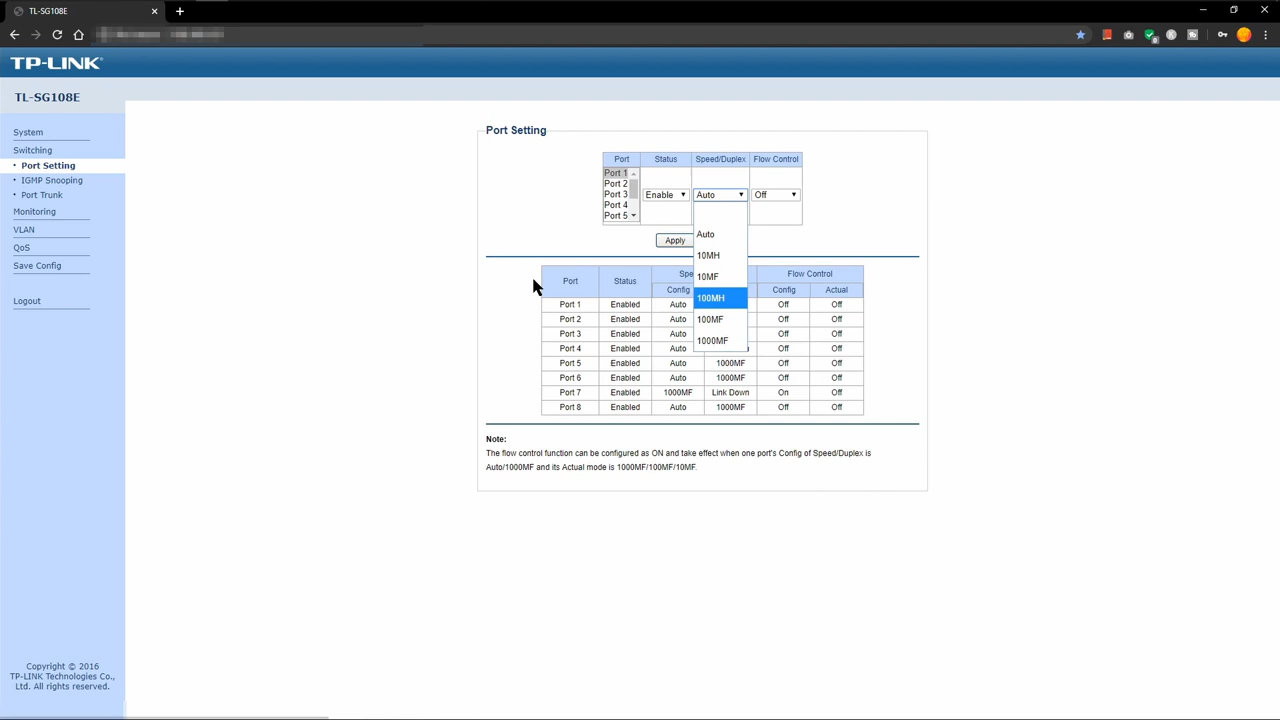 TL-SG108E
TP-LINK
TL-SG108E
System
Switching
• Port Setting
• IGMP Snooping
• Port Trunk
Monitoring
VLAN
QoS
Save Config
Logout
Copyright © 2016
TP-LINK Technologies Co.,
Ltd. All rights reserved.
Port Setting
Port Status Speed/Duplex Flow Control
Port 1
Port 2
Port 3 Enable Auto Off
Port 4
Port 5
Apply
Auto
10MH
10MF
100MH
100MF
1000MF
Port Status Flow Control
Config Config Actual
Port 1 Enabled Auto Off Off
Port 2 Enabled Auto Off Off
Port 3 Enabled Auto Off Off
Port 4 Enabled Auto Off Off
Port 5 Enabled Auto 1000MF Off Off
Port 6 Enabled Auto 1000MF Off Off
Port 7 Enabled 1000MF Link Down On Off
Port 8 Enabled Auto 1000MF Off Off
Note:
The flow control function can be configured as ON and take effect when one port's Config of Speed/Duplex is
Auto/1000MF and its Actual mode is 1000MF/100MF/10MF.